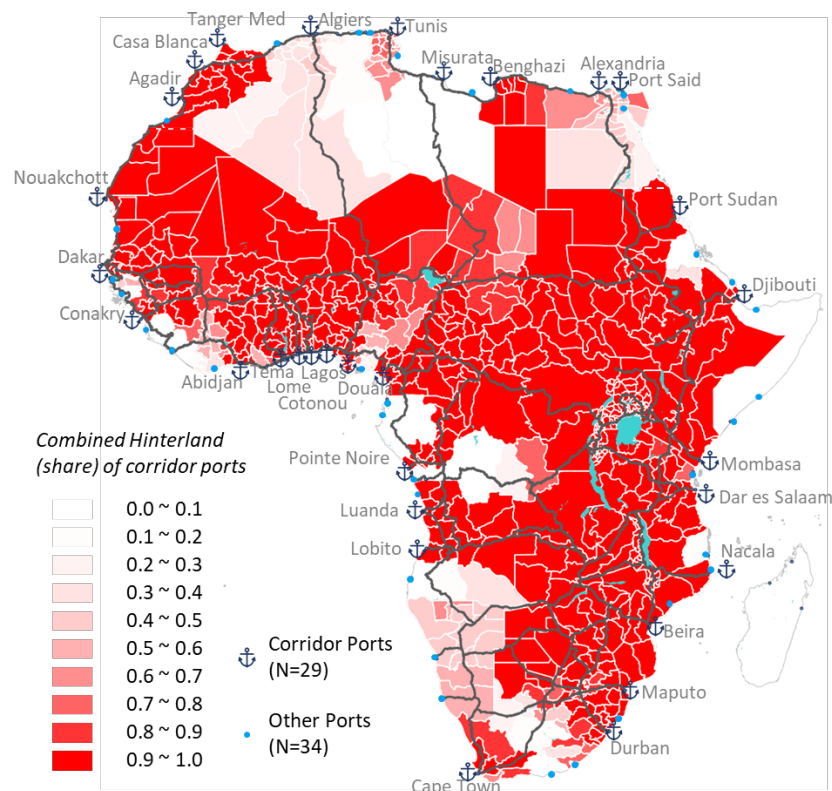 Tanger Med
Algiers
Tunis
Casa Blanca
Misurata
Benghazi
Alexandria
Port Said
Agadir
Nouakchott
Port Sudan
Dakar
Djibouti
Conakry
Abidjan
Tema
Lagos
Douala
Lome
Cotonou
Combined Hinterland
(share) of corridor ports
Pointe Noire
Mombasa
Dar es Salaam
Luanda
Lobito
Nacala
Beira
Maputo
Durban
Cape Town
0.0 ~ 0.1
0.1 ~ 0.2
0.2 ~ 0.3
0.3 ~ 0.4
0.4 ~ 0.5
0.5 ~ 0.6
0.6 ~ 0.7
0.7 ~ 0.8
0.8 ~ 0.9
0.9 ~ 1.0
Corridor Ports
(N=29)
Other Ports
(N=34)